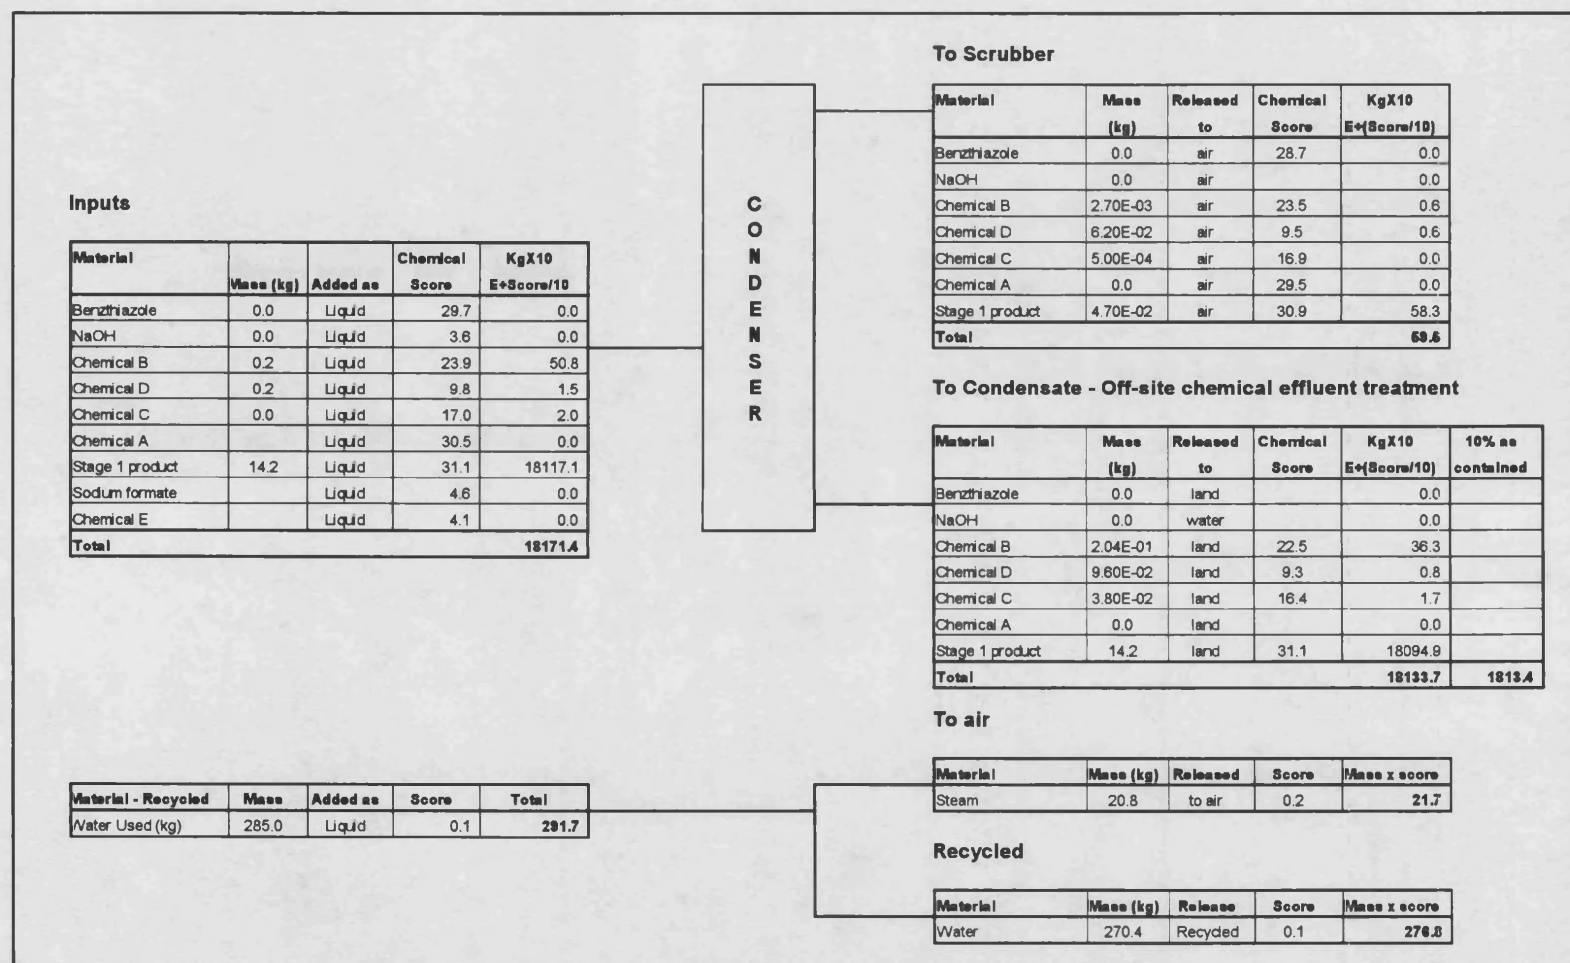 Inputs
Material Mass (kg) Added as Chemical Score KgX10 E+Score/10
Benzthiazole 0.0 Liquid 29.7 0.0
NaOH 0.0 Liquid 3.6 0.0
Chemical B 0.2 Liquid 23.9 50.8
Chemical D 0.2 Liquid 9.8 1.5
Chemical C 0.0 Liquid 17.0 2.0
Chemical A Liquid 30.5 0.0
Stage 1 product 14.2 Liquid 31.1 18117.1
Sodium formate Liquid 4.6 0.0
Chemical E Liquid 4.1 0.0
Total 18171.4
CONDENSER
To Scrubber
Material Mass (kg) Released to Chemical Score KgX10 E+(Score/10)
Benzthiazole 0.0 air 28.7 0.0
NaOH 0.0 air 0.0
Chemical B 2.70E-03 air 23.5 0.6
Chemical D 6.20E-02 air 9.5 0.6
Chemical C 5.00E-04 air 16.9 0.0
Chemical A 0.0 air 29.5 0.0
Stage 1 product 4.70E-02 air 30.9 58.3
Total
To Condensate - Off-site chemical effluent treatment
Material Mass (kg) Released to Chemical Score KgX10 E+(Score/10) 10% as contained
Benzthiazole 0.0 land 0.0
NaOH 0.0 water 0.0
Chemical B 2.04E-01 land 22.5 36.3
Chemical D 9.60E-02 land 9.3 0.8
Chemical C 3.80E-02 land 16.4 1.7
Chemical A 0.0 land 0.0
Stage 1 product 14.2 land 31.1 18094.9
Total 18133.7 1813.4
Material - Recycled Mass Added as Score Total
Water Used (kg) 285.0 Liquid 0.1 291.7
To air
Material Mass (kg) Released Score Mass x score
Steam 20.8 to air 0.2 21.7
Recycled
Material Mass (kg) Release Score Mass x score
Water 270.4 Recycled 0.1 276.8